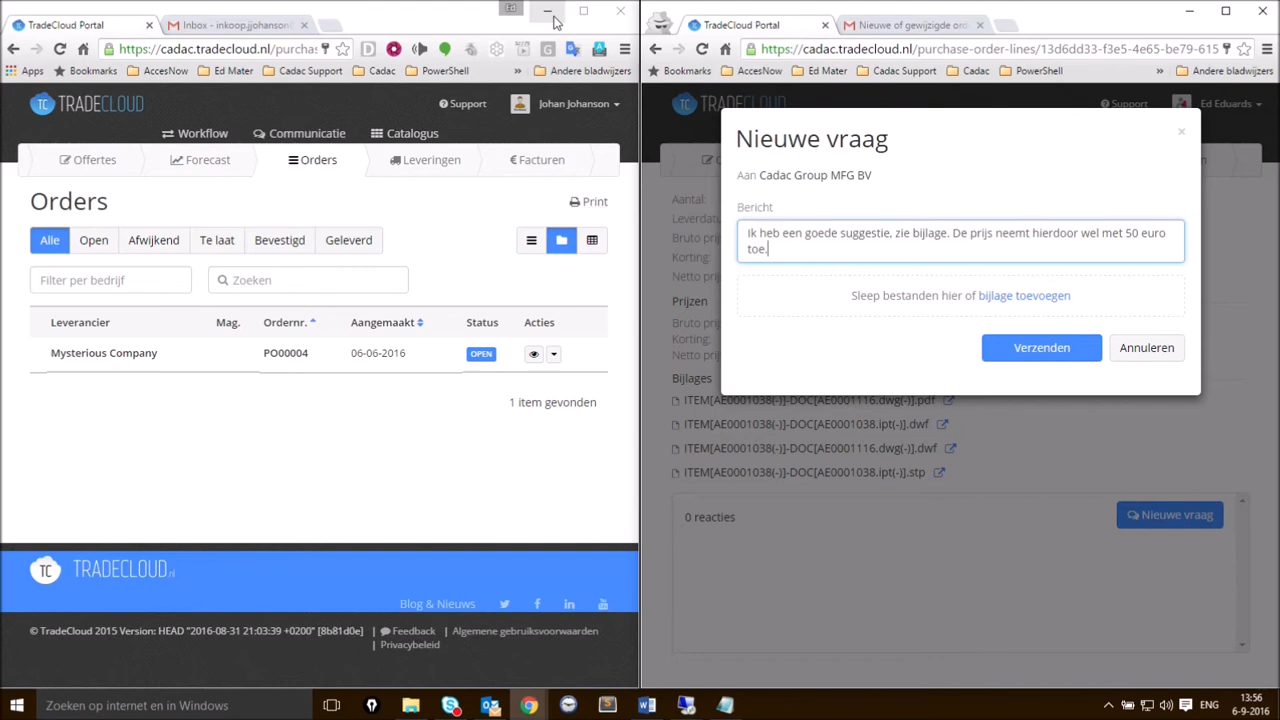 Ed
TradeCloud Portal
Inbox - inkoop.jjohanson
https://cadac.tradecloud.nl/purchas
Apps
Bookmarks
AccesNow
Ed Mater
Cadac Support
Cadac
PowerShell
»
Andere bladwijzers
TC TRADECLOUD
Support
Johan Johanson
Workflow
Communicatie
Catalogus
Offertes
Forecast
Orders
Leveringen
€ Facturen
Orders
Print
Alle
Open
Afwijkend
Te laat
Bevestigd
Geleverd
Filter per bedrijf
Zoeken
Leverancier Mag. Ordernr. Aangemaakt Status Acties
Mysterious Company PO00004 06-06-2016 OPEN
1 item gevonden
TC TRADECLOUD.nl
Blog & Nieuws
© TradeCloud 2015 Version: HEAD "2016-08-31 21:03:39 +0200" [8b81d0e] | Feedback | Algemene gebruiksvoorwaarden
| Privacybeleid
TradeCloud Portal
Nieuwe of gewijzigde oro
https://cadac.tradecloud.nl/purchase-order-lines/13d6dd33-f3e5-4e65-be79-615
Bookmarks
AccesNow
Ed Mater
Cadac Support
Cadac
PowerShell
»
Andere bladwijzers
TC TRA
Support
Ed Eduards
Nieuwe vraag
×
Aan Cadac Group MFG BV
Bericht
Ik heb een goede suggestie, zie bijlage. De prijs neemt hierdoor wel met 50 euro
toe.
Sleep bestanden hier of bijlage toevoegen
Verzenden
Annuleren
Aantal:
Leverdatu
Bruto prij
Korting:
Netto prij
Prijzen
Bruto prij
Korting:
Netto prij
Bijlages
ITEM[AE0001038(-)]-DOC[AE0001116.dwg(-)].pdf
ITEM[AE0001038(-)]-DOC[AE0001038.ipt(-)].dwf
ITEM[AE0001038(-)]-DOC[AE0001116.dwg(-)].dwf
ITEM[AE0001038(-)]-DOC[AE0001038.ipt(-)].stp
0 reacties
Nieuwe vraag
Zoeken op internet en in Windows
ENG
13:56
6-9-2016